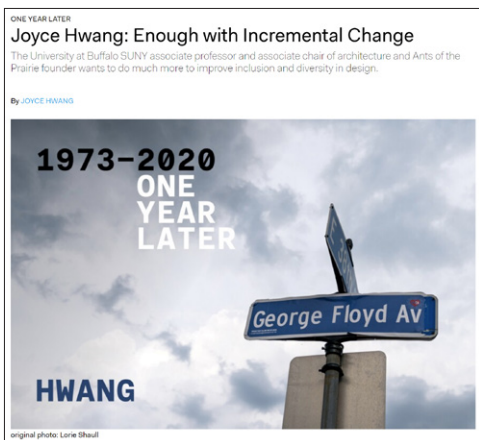 ONE YEAR LATER
Joyce Hwang: Enough with Incremental Change
The University at Buffalo SUNY associate professor and associate chair of architecture and Ants of the
Prairie founder wants to do much more to improve inclusion and diversity in design.
By JOYCE HWANG
1973–2020
ONE
YEAR
LATER
George Floyd Av
HWANG
original photo: Lorie Shaull